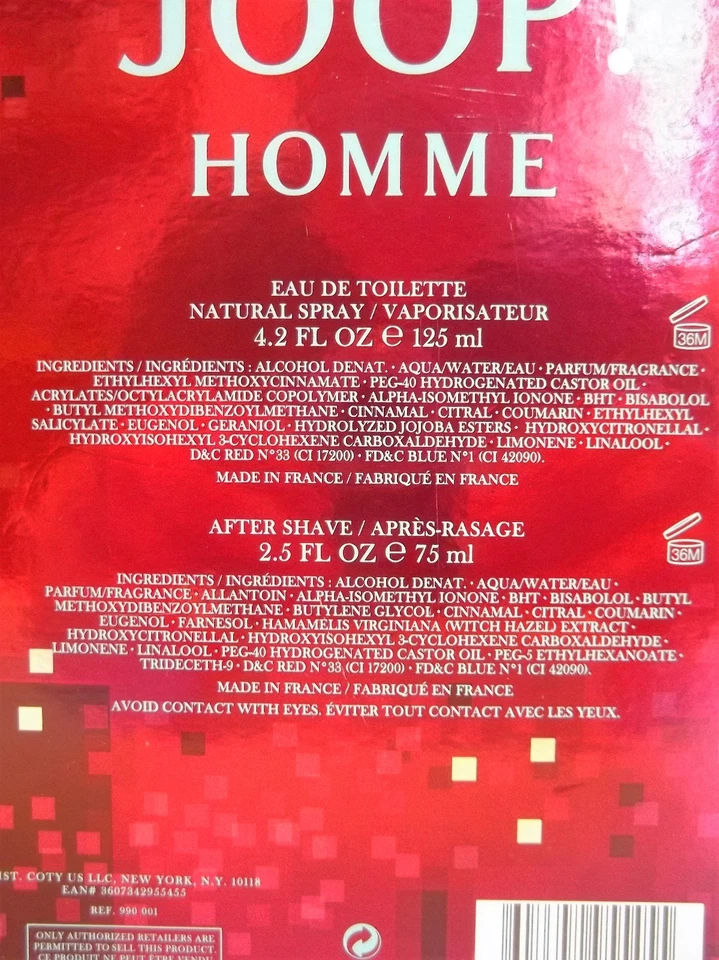 JOOP!
HOMME
EAU DE TOILETTE
NATURAL SPRAY / VAPORISATEUR
4.2 FL OZ ℮ 125 ml
36M
INGREDIENTS / INGRÉDIENTS : ALCOHOL DENAT. · AQUA/WATER/EAU · PARFUM/FRAGRANCE ·
ETHYLHEXYL METHOXYCINNAMATE · PEG-40 HYDROGENATED CASTOR OIL ·
ACRYLATES/OCTYLACRYLAMIDE COPOLYMER · ALPHA-ISOMETHYL IONONE · BHT · BISABOLOL
· BUTYL METHOXYDIBENZOYLMETHANE · CINNAMAL · CITRAL · COUMARIN · ETHYLHEXYL
SALICYLATE · EUGENOL · GERANIOL · HYDROLYZED JOJOBA ESTERS · HYDROXYCITRONELLAL ·
HYDROXYISOHEXYL 3-CYCLOHEXENE CARBOXALDEHYDE · LIMONENE · LINALOOL ·
D&C RED N°33 (CI 17200) · FD&C BLUE N°1 (CI 42090).
MADE IN FRANCE / FABRIQUÉ EN FRANCE
AFTER SHAVE / APRÈS-RASAGE
2.5 FL OZ ℮ 75 ml
36M
INGREDIENTS / INGRÉDIENTS : ALCOHOL DENAT. · AQUA/WATER/EAU ·
PARFUM/FRAGRANCE · ALLANTOIN · ALPHA-ISOMETHYL IONONE · BHT · BISABOLOL · BUTYL
METHOXYDIBENZOYLMETHANE · BUTYLENE GLYCOL · CINNAMAL · CITRAL · COUMARIN ·
EUGENOL · FARNESOL · HAMAMELIS VIRGINIANA (WITCH HAZEL) EXTRACT ·
HYDROXYCITRONELLAL · HYDROXYISOHEXYL 3-CYCLOHEXENE CARBOXALDEHYDE ·
LIMONENE · LINALOOL · PEG-40 HYDROGENATED CASTOR OIL · PEG-5 ETHYLHEXANOATE ·
TRIDECETH-9 · D&C RED N°33 (CI 17200) · FD&C BLUE N°1 (CI 42090).
MADE IN FRANCE / FABRIQUÉ EN FRANCE
AVOID CONTACT WITH EYES. ÉVITER TOUT CONTACT AVEC LES YEUX.
IST. COTY US LLC, NEW YORK, N.Y. 10118
EAN# 3607342955455
REF. 990 001
ONLY AUTHORIZED RETAILERS ARE
PERMITTED TO SELL THIS PRODUCT.
CE PRODUIT NE PEUT ÊTRE VENDU